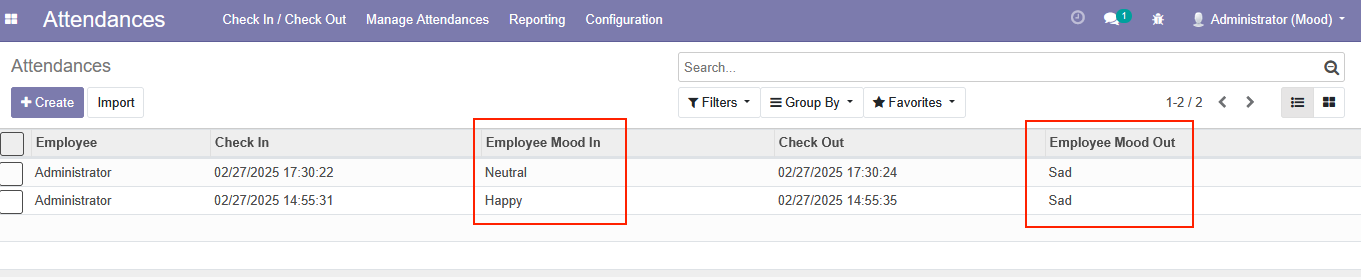 Attendances Check In / Check Out Manage Attendances Reporting Configuration 1 Administrator (Mood)
Attendances Search...
Create Import Filters Group By Favorites 1-2 / 2
Employee Check In Employee Mood In Check Out Employee Mood Out
Administrator 02/27/2025 17:30:22 Neutral 02/27/2025 17:30:24 Sad
Administrator 02/27/2025 14:55:31 Happy 02/27/2025 14:55:35 Sad